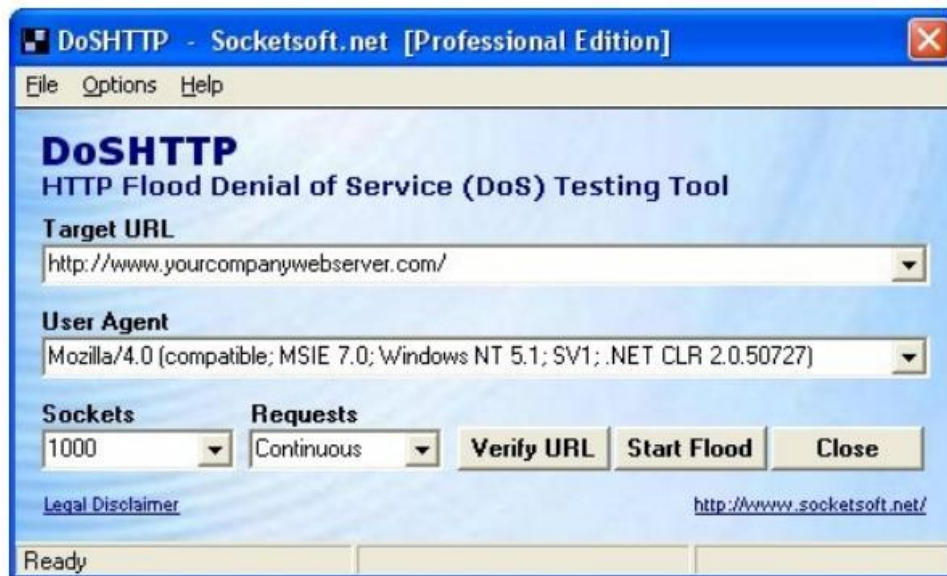 DoSHTTP - Socketsoft.net [Professional Edition]
File Options Help
DoSHTTP
HTTP Flood Denial of Service (DoS) Testing Tool
Target URL
http://www.yourcompanywebserver.com/
User Agent
Mozilla/4.0 (compatible; MSIE 7.0; Windows NT 5.1; SV1; .NET CLR 2.0.50727)
Sockets Requests
1000 Continuous Verify URL Start Flood Close
Legal Disclaimer http://www.socketsoft.net/
Ready